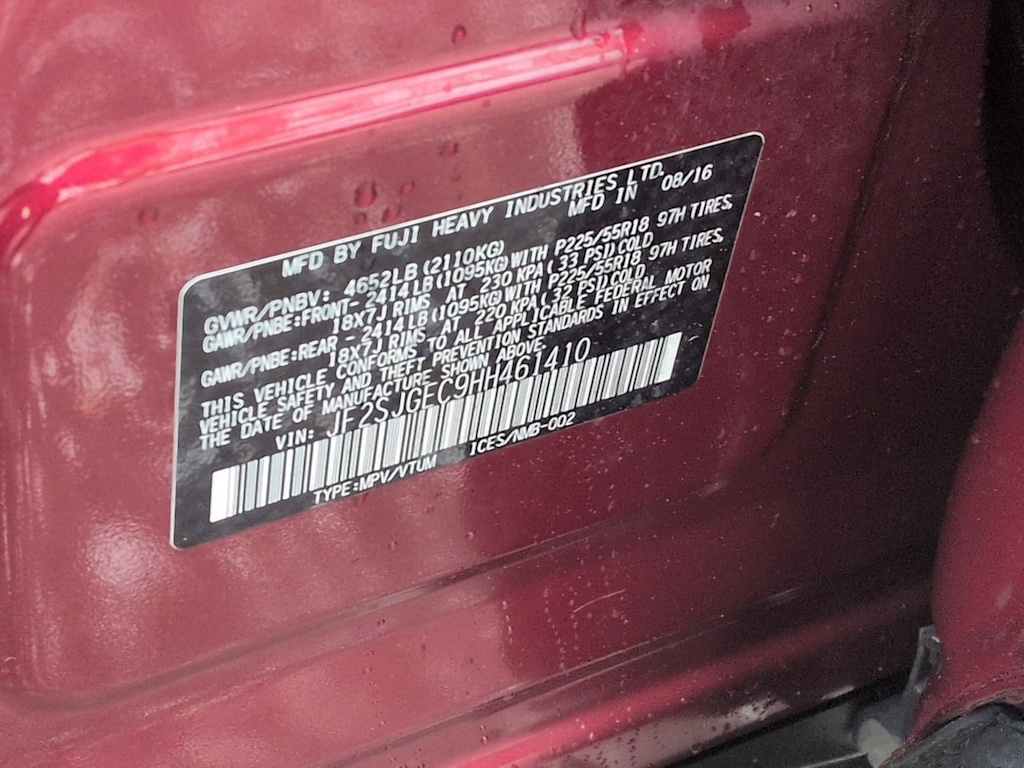 MFD BY FUJI HEAVY INDUSTRIES LTD.
MFD IN 08/16
GVWR/PNBV: 4652LB (2110KG)
GAWR/PNBE:FRONT- 2414LB (1095KG) WITH P225/55R18 97H TIRES,
18X7J RIMS, AT 230 KPA ( 33 PSI) COLD
GAWR/PNBE:REAR - 2414LB (1095KG) WITH P225/55R18 97H TIRES,
18X7J RIMS, AT 220 KPA ( 32 PSI) COLD.
THIS VEHICLE CONFORMS TO ALL APPLICABLE FEDERAL MOTOR
VEHICLE SAFETY AND THEFT PREVENTION STANDARDS IN EFFECT ON
THE DATE OF MANUFACTURE SHOWN ABOVE.
VIN: JF2SJGEC9HH461410
TYPE:MPV/VTUM ICES/NMB-002